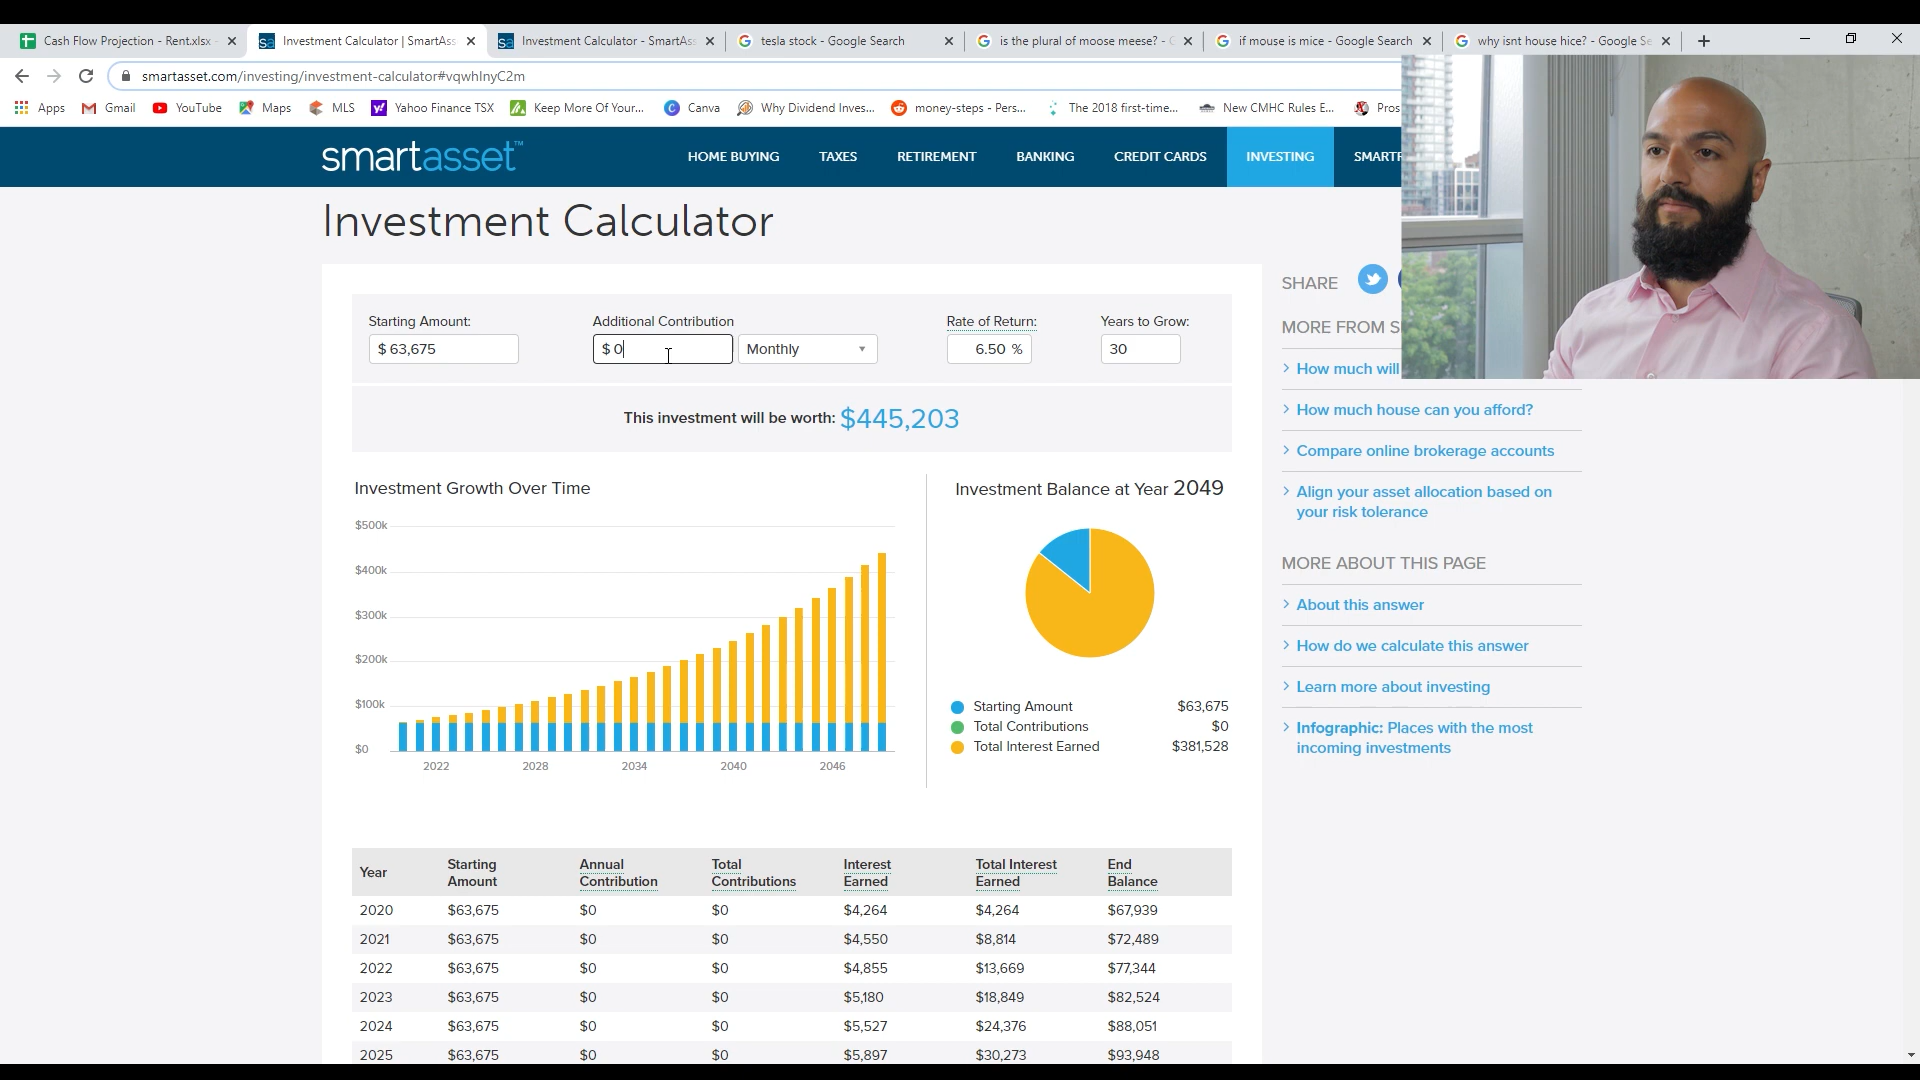 Cash Flow Projection - Rent.xlsx
Investment Calculator | SmartAss
Investment Calculator - SmartAss
tesla stock - Google Search
is the plural of moose meese? - G
if mouse is mice - Google Search
why isnt house hice? - Google Se
smartasset.com/investing/investment-calculator#vqwhlnyC2m
Apps
Gmail
YouTube
Maps
MLS
Yahoo Finance TSX
Keep More Of Your...
Canva
Why Dividend Inves...
money-steps - Pers...
The 2018 first-time...
New CMHC Rules E...
Pros
smartasset™
HOME BUYING
TAXES
RETIREMENT
BANKING
CREDIT CARDS
INVESTING
SMARTR
Investment Calculator
Starting Amount:
Additional Contribution
Rate of Return:
Years to Grow:
$ 63,675
$ 0
Monthly
6.50 %
30
This investment will be worth: $445,203
Investment Growth Over Time
$500k
$400k
$300k
$200k
$100k
$0
2022 2028 2034 2040 2046
Investment Balance at Year 2049
Starting Amount $63,675
Total Contributions $0
Total Interest Earned $381,528
Year Starting Amount Annual Contribution Total Contributions Interest Earned Total Interest Earned End Balance
2020 $63,675 $0 $0 $4,264 $4,264 $67,939
2021 $63,675 $0 $0 $4,550 $8,814 $72,489
2022 $63,675 $0 $0 $4,855 $13,669 $77,344
2023 $63,675 $0 $0 $5,180 $18,849 $82,524
2024 $63,675 $0 $0 $5,527 $24,376 $88,051
2025 $63,675 $0 $0 $5,897 $30,273 $93,948
SHARE
MORE FROM S
How much will
How much house can you afford?
Compare online brokerage accounts
Align your asset allocation based on
your risk tolerance
MORE ABOUT THIS PAGE
About this answer
How do we calculate this answer
Learn more about investing
Infographic: Places with the most
incoming investments